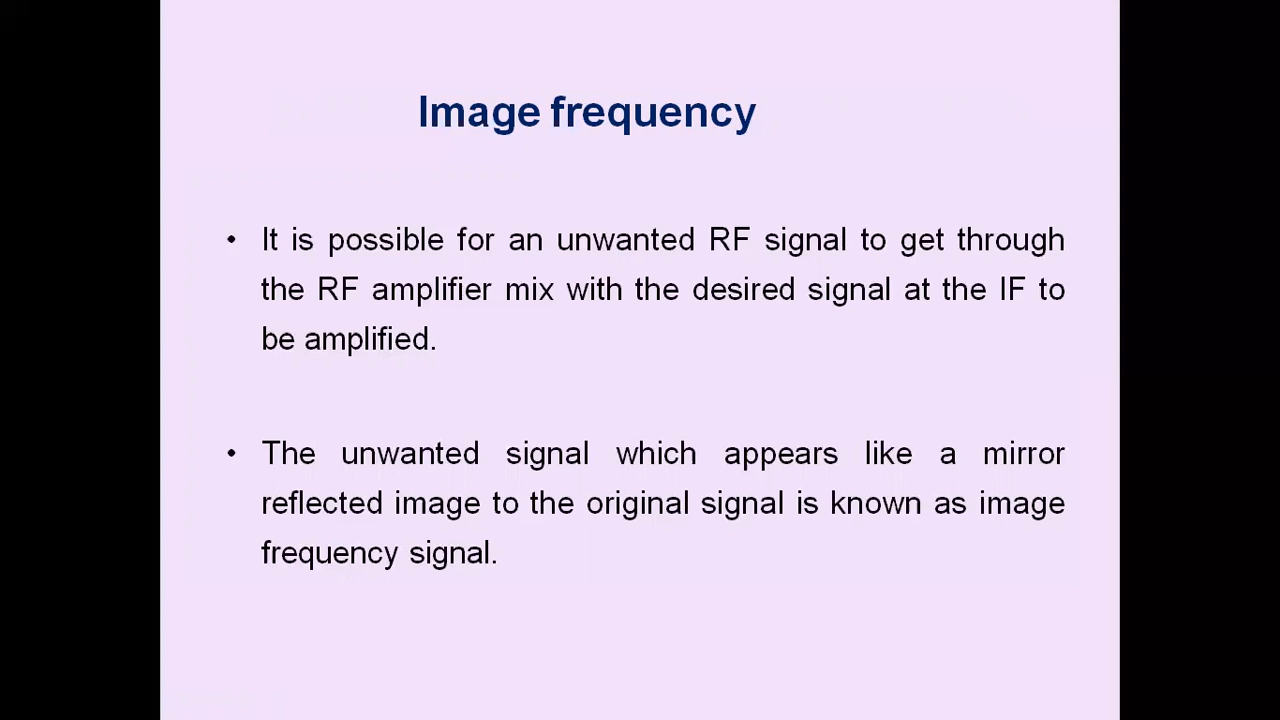 Image frequency
• It is possible for an unwanted RF signal to get through
the RF amplifier mix with the desired signal at the IF to
be amplified.
• The unwanted signal which appears like a mirror
reflected image to the original signal is known as image
frequency signal.